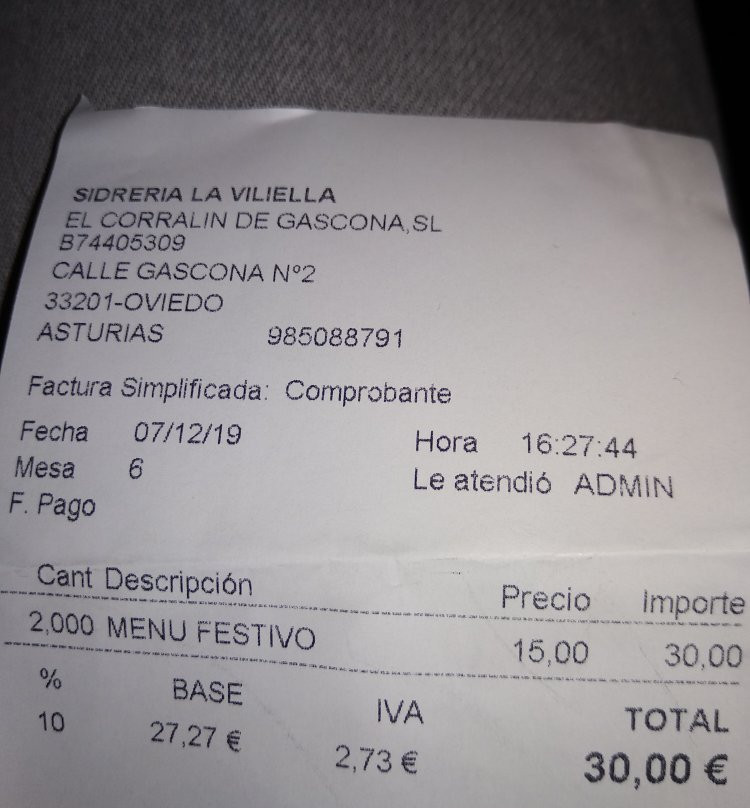 SIDRERIA LA VILIELLA
EL CORRALIN DE GASCONA,SL
B74405309
CALLE GASCONA Nº2
33201-OVIEDO
ASTURIAS 985088791
Factura Simplificada: Comprobante
Fecha 07/12/19 Hora 16:27:44
Mesa 6 Le atendió ADMIN
F. Pago
Cant Descripción Precio Importe
2,000 MENU FESTIVO 15,00 30,00
% BASE IVA TOTAL
10 27,27 € 2,73 € 30,00 €